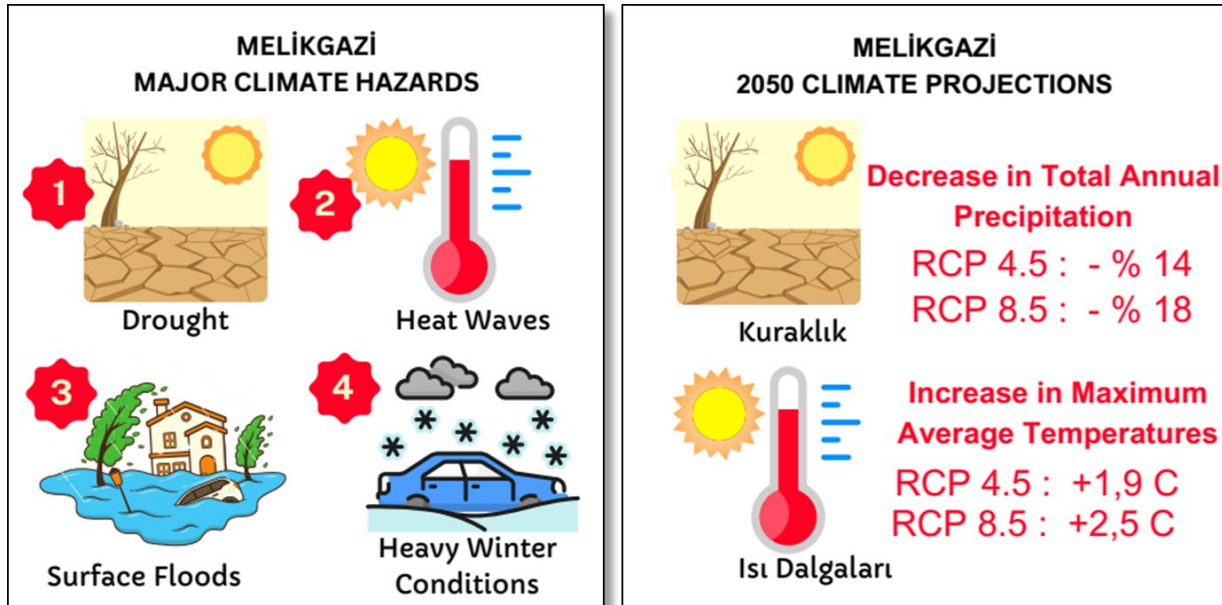 MELİKGAZİ
MAJOR CLIMATE HAZARDS
1
Drought
2
Heat Waves
3
Surface Floods
4
Heavy Winter
Conditions
MELİKGAZİ
2050 CLIMATE PROJECTIONS
Kuraklık
Decrease in Total Annual
Precipitation
RCP 4.5 : - % 14
RCP 8.5 : - % 18
Isı Dalgaları
Increase in Maximum
Average Temperatures
RCP 4.5 : +1,9 C
RCP 8.5 : +2,5 C